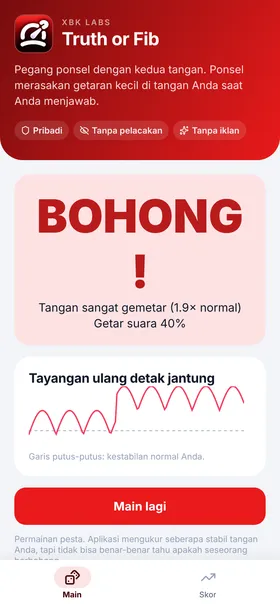 XBK LABS
Truth or Fib
Pegang ponsel dengan kedua tangan. Ponsel
merasakan getaran kecil di tangan Anda saat
Anda menjawab.
Pribadi
Tanpa pelacakan
Tanpa iklan
BOHONG
!
Tangan sangat gemetar (1.9× normal)
Getar suara 40%
Tayangan ulang detak jantung
Garis putus-putus: kestabilan normal Anda.
Main lagi
Permainan pesta. Aplikasi mengukur seberapa stabil tangan
Anda, tapi tidak bisa benar-benar tahu apakah seseorang
Main
Skor